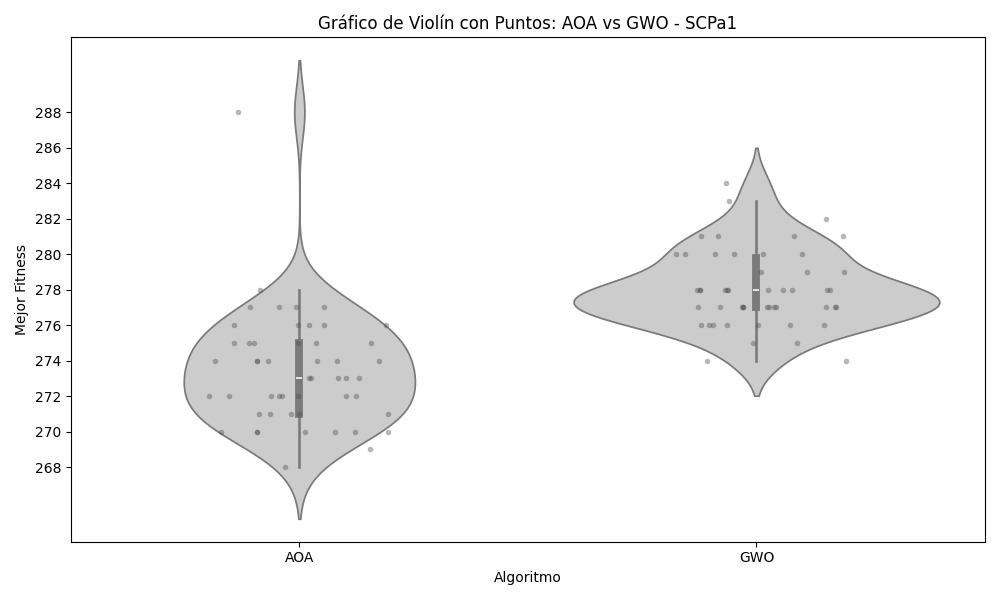 Gráfico de Violín con Puntos: AOA vs GWO - SCPa1
288
286
284
282
280
278
276
274
272
270
268
Mejor Fitness
AOA
GWO
Algoritmo